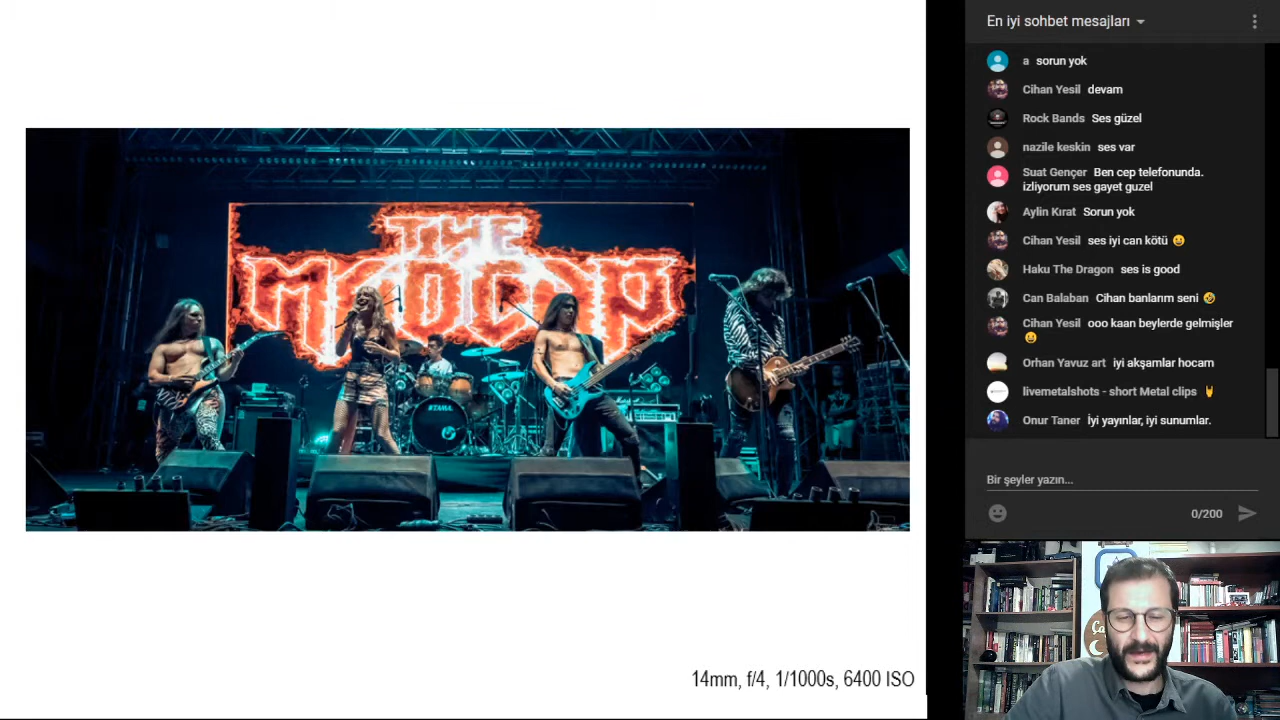 THE
MADCAP
TAMA
14mm, f/4, 1/1000s, 6400 ISO
En iyi sohbet mesajları
a sorun yok
Cihan Yesil devam
Rock Bands Ses güzel
nazile keskin ses var
Suat Gençer Ben cep telefonunda.
izliyorum ses gayet guzel
Aylin Kırat Sorun yok
Cihan Yesil ses iyi can kötü 😆
Haku The Dragon ses is good
Can Balaban Cihan banlarım seni 🤣
Cihan Yesil ooo kaan beylerde gelmişler
😆
Orhan Yavuz art iyi akşamlar hocam
livemetalshots - short Metal clips 🤘
Onur Taner İyi yayınlar, iyi sunumlar.
Bir şeyler yazın...
0/200